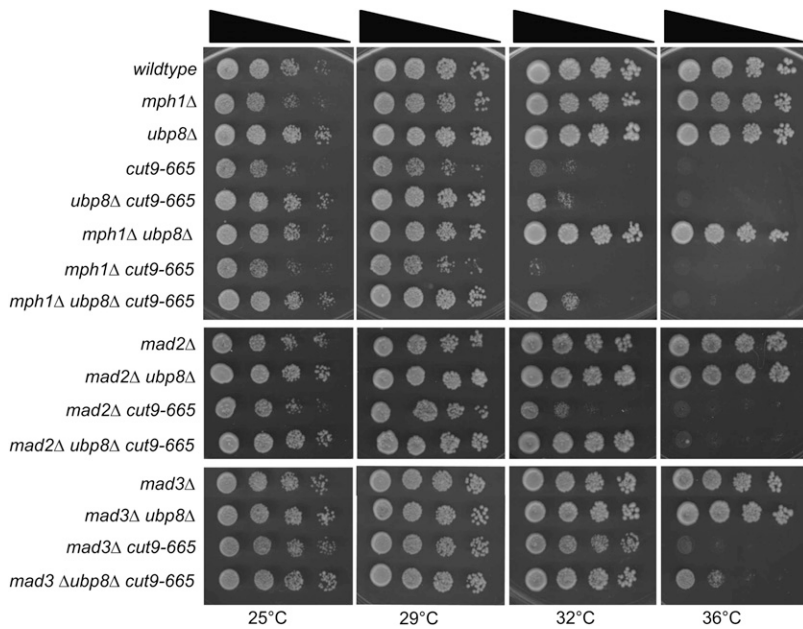 wildtype
mph1Δ
ubp8Δ
cut9-665
ubp8Δ cut9-665
mph1Δ ubp8Δ
mph1Δ cut9-665
mph1Δ ubp8Δ cut9-665
mad2Δ
mad2Δ ubp8Δ
mad2Δ cut9-665
mad2Δ ubp8Δ cut9-665
mad3Δ
mad3Δ ubp8Δ
mad3Δ cut9-665
mad3 Δubp8Δ cut9-665
25°C 29°C 32°C 36°C